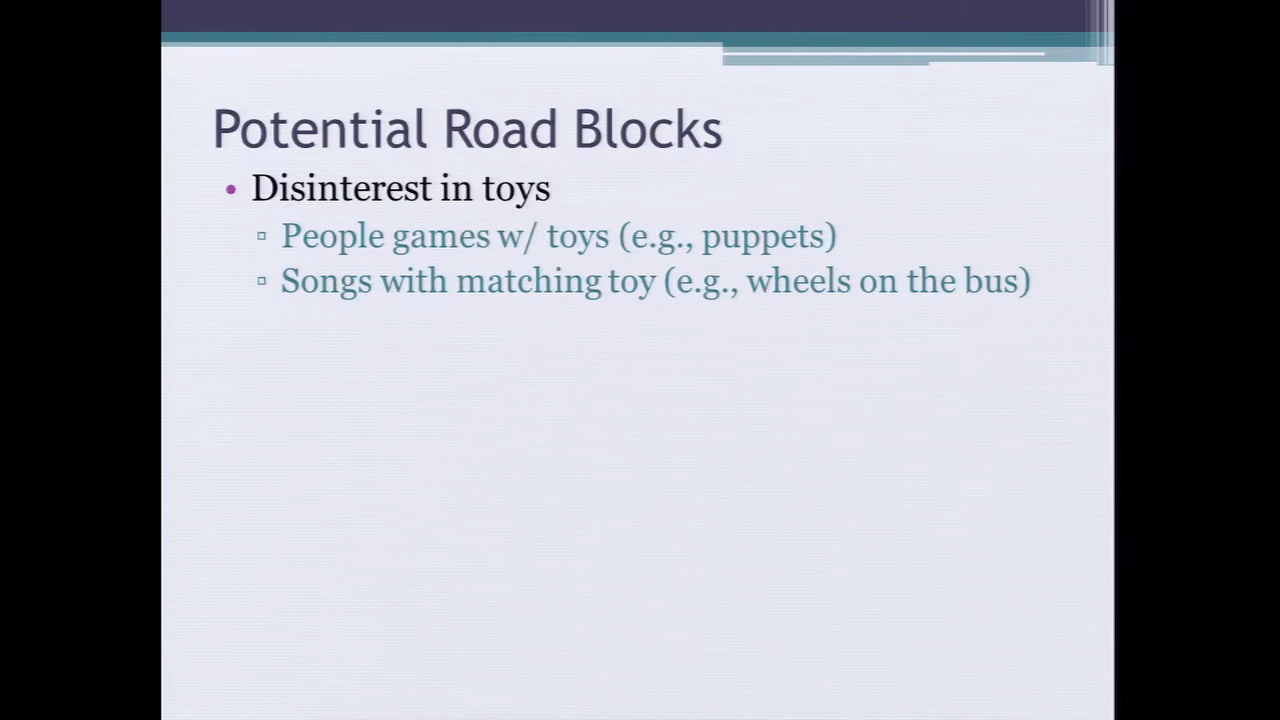 Potential Road Blocks
• Disinterest in toys
▫ People games w/ toys (e.g., puppets)
▫ Songs with matching toy (e.g., wheels on the bus)